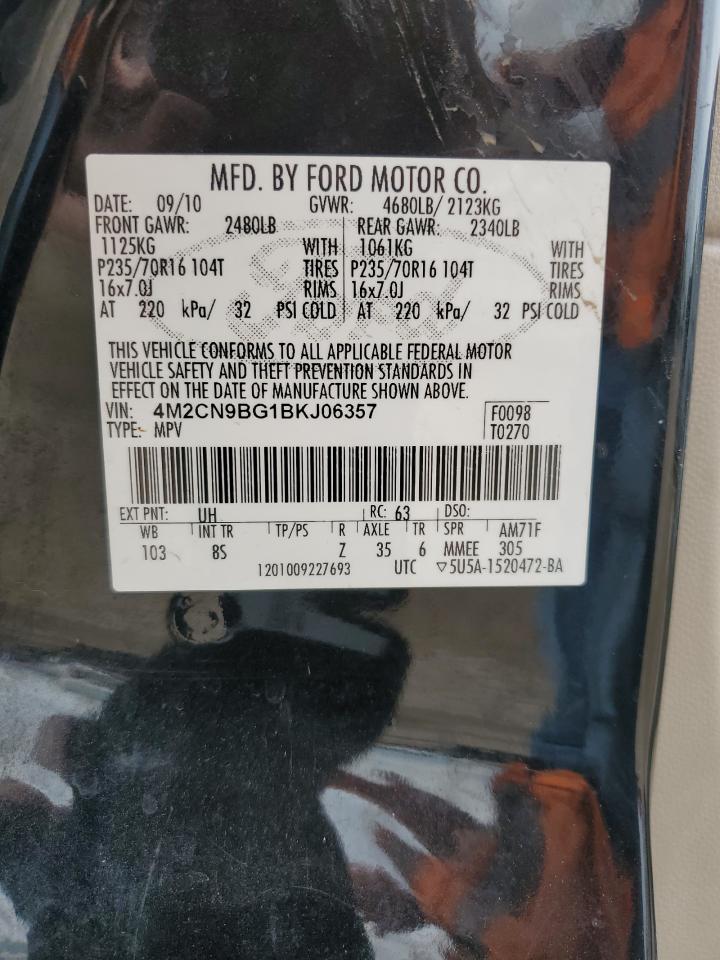 MFD. BY FORD MOTOR CO.
DATE: 09/10 GVWR: 4680LB/ 2123KG
FRONT GAWR: 2480LB REAR GAWR: 2340LB
1125KG WITH 1061KG WITH
P235/70R16 104T TIRES P235/70R16 104T TIRES
16x7.0J RIMS 16x7.0J RIMS
AT 220 kPa/ 32 PSI COLD AT 220 kPa/ 32 PSI COLD
Ford
THIS VEHICLE CONFORMS TO ALL APPLICABLE FEDERAL MOTOR
VEHICLE SAFETY AND THEFT PREVENTION STANDARDS IN
EFFECT ON THE DATE OF MANUFACTURE SHOWN ABOVE.
VIN: 4M2CN9BG1BKJ06357 F0098
TYPE: MPV T0270
EXT PNT: UH RC: 63 DSO:
WB INT TR TP/PS R AXLE TR SPR AM71F
103 8S Z 35 6 MMEE 305
1201009227693 UTC ▽5U5A-1520472-BA